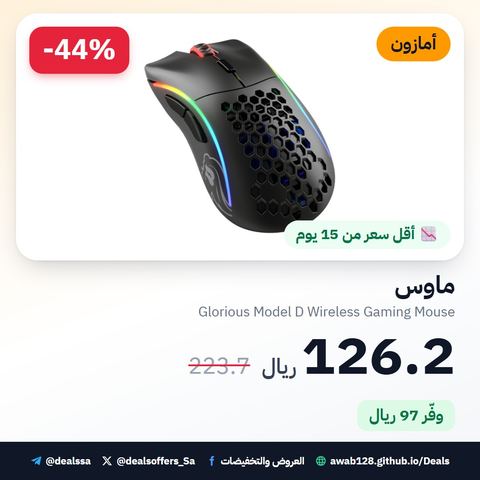 -44%
أمازون
أقل سعر من 15 يوم
ماوس
Glorious Model D Wireless Gaming Mouse
126.2 ريال 223.7
وفّر 97 ريال
@dealssa @dealsoffers_Sa العروض والتخفيضات awab128.github.io/Deals